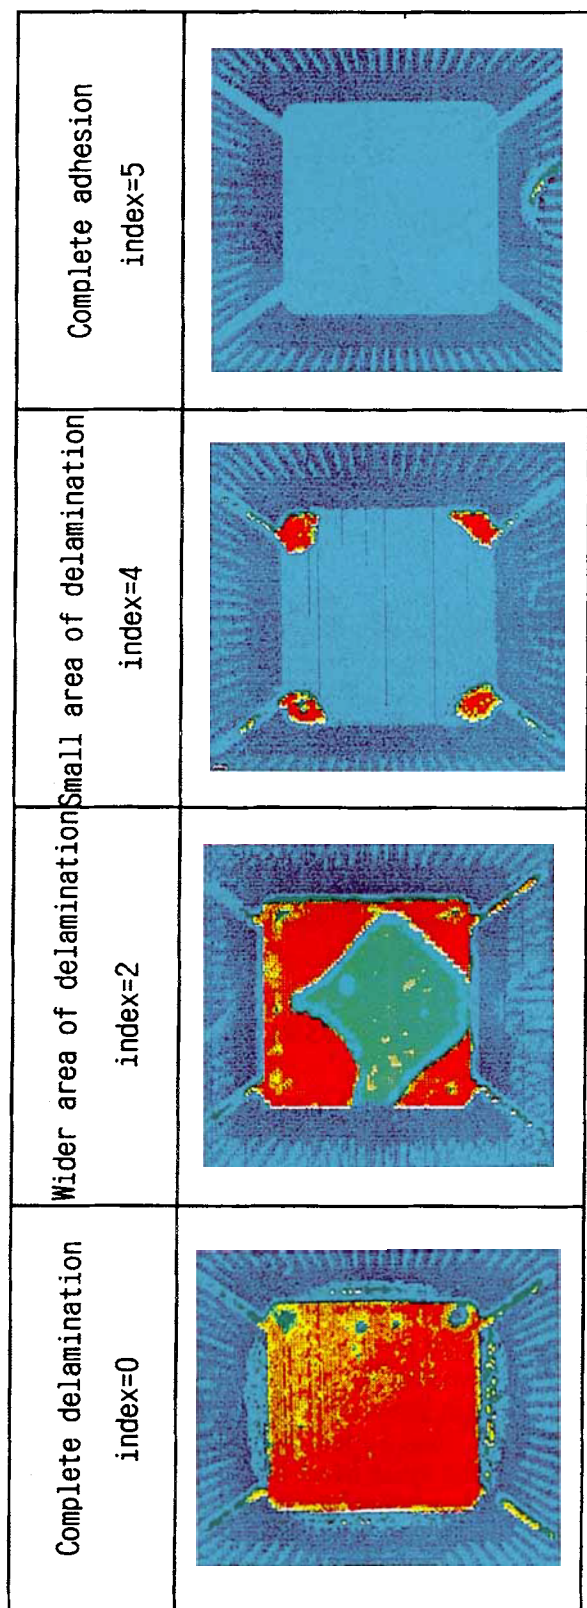 Complete adhesion
index=5
Small area of delamination
index=4
Wider area of delamination
index=2
Complete delamination
index=0